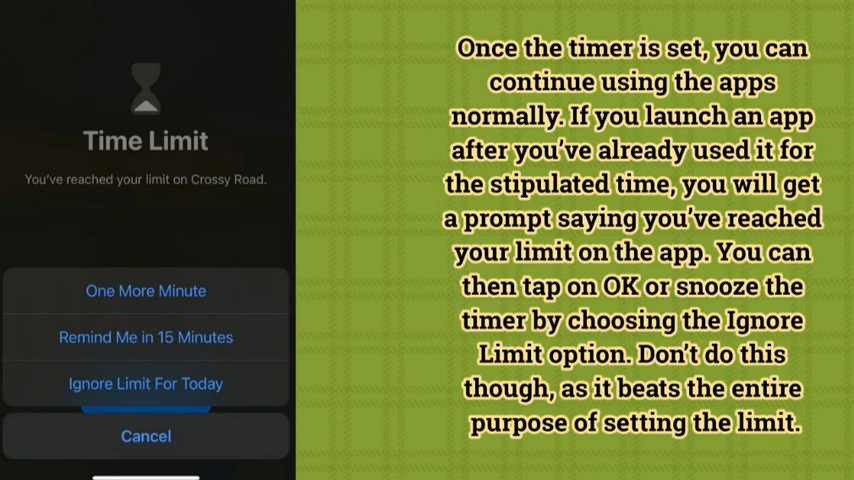 Time Limit
You've reached your limit on Crossy Road.
One More Minute
Remind Me in 15 Minutes
Ignore Limit For Today
Cancel
Once the timer is set, you can
continue using the apps
normally. If you launch an app
after you've already used it for
the stipulated time, you will get
a prompt saying you've reached
your limit on the app. You can
then tap on OK or snooze the
timer by choosing the Ignore
Limit option. Don't do this
though, as it beats the entire
purpose of setting the limit.